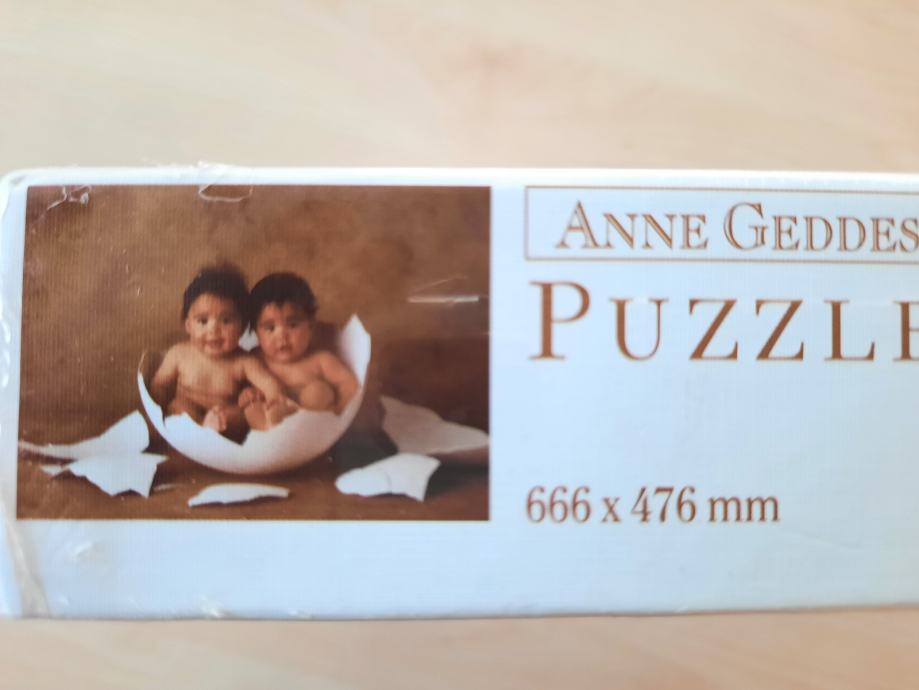 ANNE GEDDES
PUZZLE
666 x 476 mm